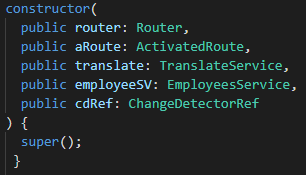 constructor(
  public router: Router,
  public aRoute: ActivatedRoute,
  public translate: TranslateService,
  public employeeSV: EmployeesService,
  public cdRef: ChangeDetectorRef
) {
  super();
}